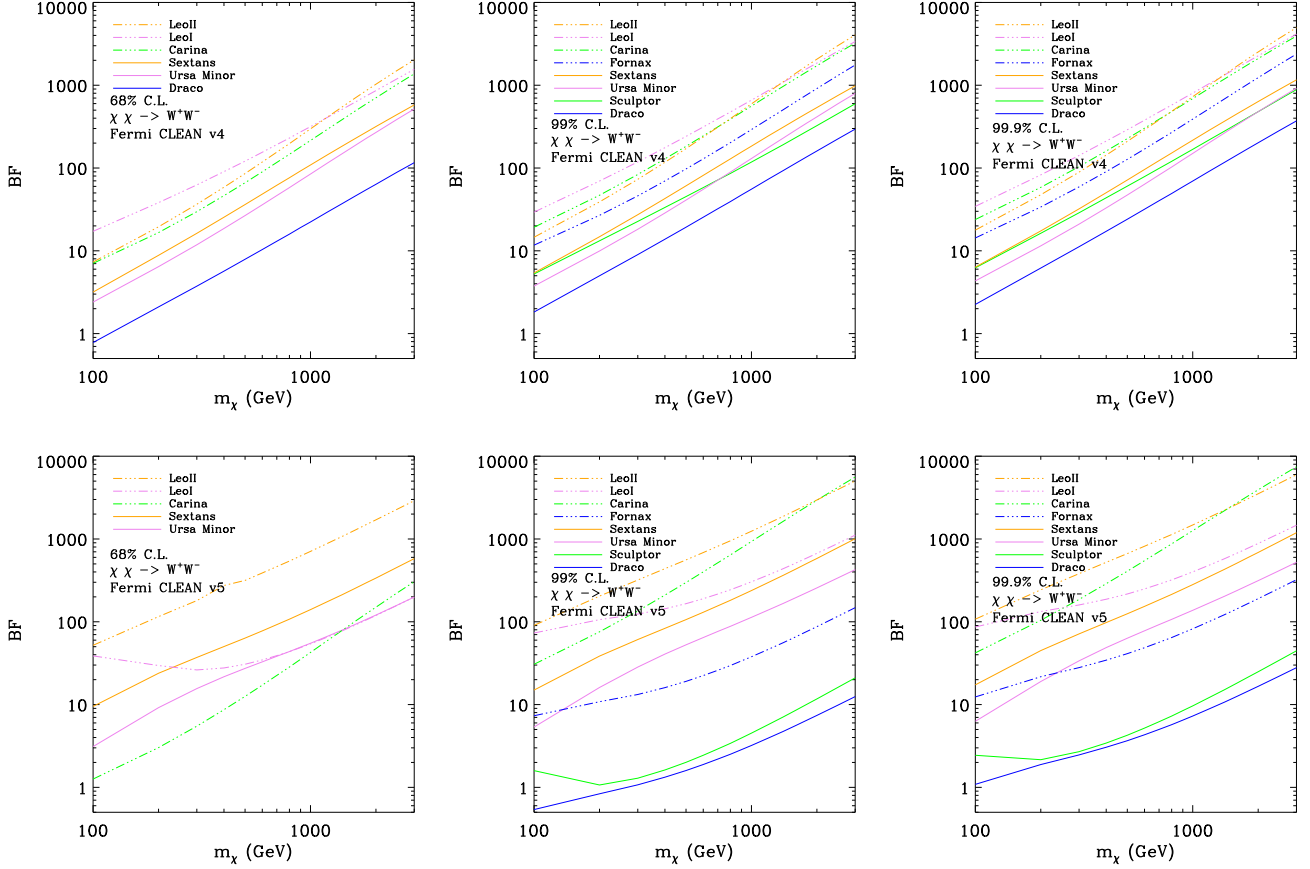 10000
1000
100
10
1
BF
LeoII
LeoI
Carina
Sextans
Ursa Minor
Draco
68% C.L.
χ χ −> W⁺W⁻
Fermi CLEAN v4
100
1000
m_χ (GeV)
10000
1000
100
10
1
BF
LeoII
LeoI
Carina
Fornax
Sextans
Ursa Minor
Sculptor
Draco
99% C.L.
χ χ −> W⁺W⁻
Fermi CLEAN v4
100
1000
m_χ (GeV)
10000
1000
100
10
1
BF
LeoII
LeoI
Carina
Fornax
Sextans
Ursa Minor
Sculptor
Draco
99.9% C.L.
χ χ −> W⁺W⁻
Fermi CLEAN v4
100
1000
m_χ (GeV)
10000
1000
100
10
1
BF
LeoII
LeoI
Carina
Sextans
Ursa Minor
68% C.L.
χ χ −> W⁺W⁻
Fermi CLEAN v5
100
1000
m_χ (GeV)
10000
1000
100
10
1
BF
LeoII
LeoI
Carina
Fornax
Sextans
Ursa Minor
Sculptor
Draco
99% C.L.
χ χ −> W⁺W⁻
Fermi CLEAN v5
100
1000
m_χ (GeV)
10000
1000
100
10
1
BF
LeoII
LeoI
Carina
Fornax
Sextans
Ursa Minor
Sculptor
Draco
99.9% C.L.
χ χ −> W⁺W⁻
Fermi CLEAN v5
100
1000
m_χ (GeV)